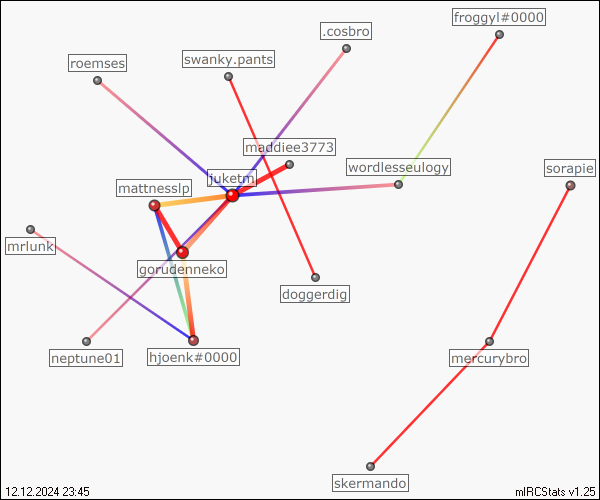 froggyl#0000
.cosbro
swanky.pants
roemses
maddiee3773
wordlesseulogy
sorapie
juketm
mattnesslp
mrlunk
gorudenneko
doggerdig
neptune01
hjoenk#0000
mercurybro
skermando
12.12.2024 23:45
mIRCStats v1.25